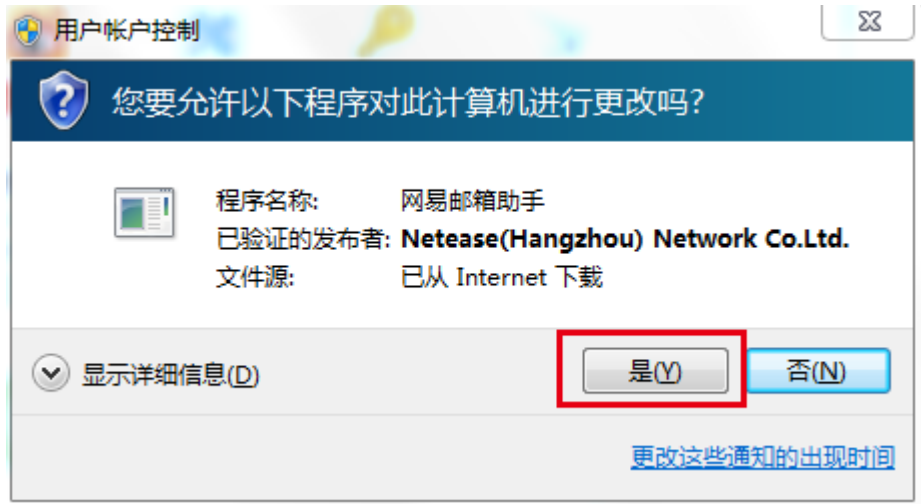 用户帐户控制
您要允许以下程序对此计算机进行更改吗?
程序名称: 网易邮箱助手
已验证的发布者: Netease(Hangzhou) Network Co.Ltd.
文件源: 已从 Internet 下载
显示详细信息(D)
是(Y)
否(N)
更改这些通知的出现时间